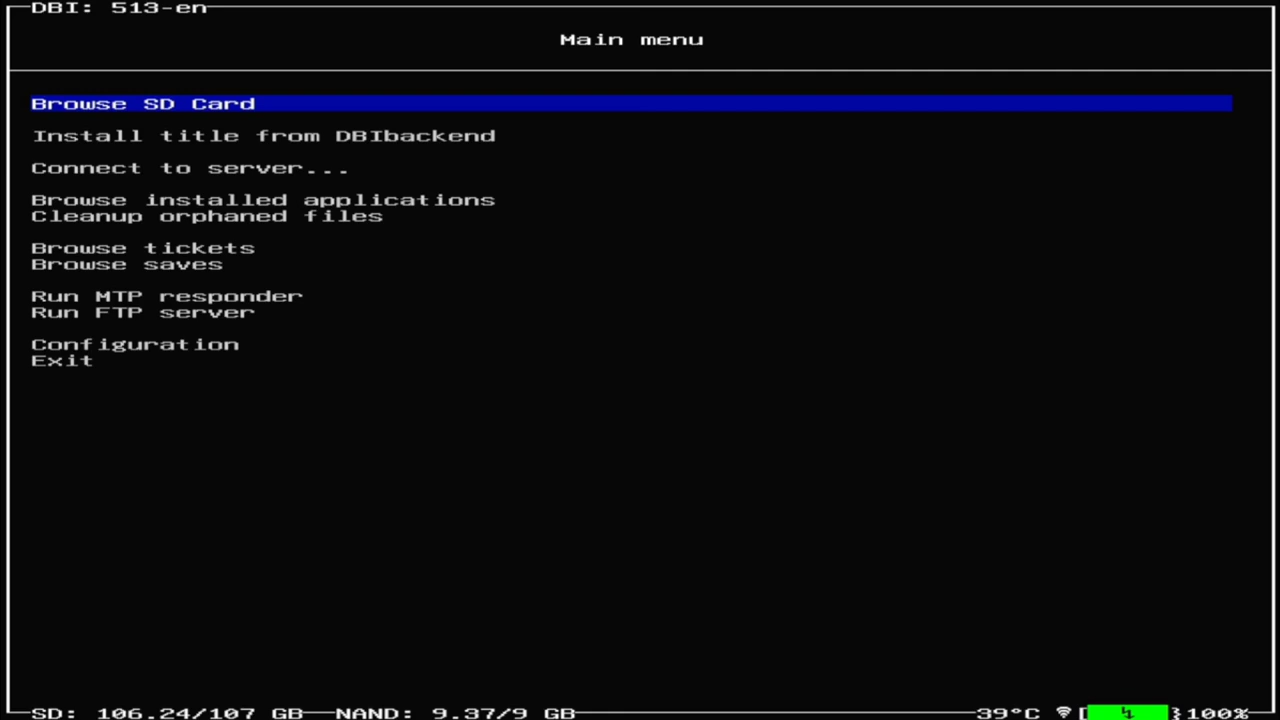 DBI: 513-en
Main menu
Browse SD Card
Install title from DBIbackend
Connect to server...
Browse installed applications
Cleanup orphaned files
Browse tickets
Browse saves
Run MTP responder
Run FTP server
Configuration
Exit
SD: 106.24/107 GB NAND: 9.37/9 GB 39°C 100%